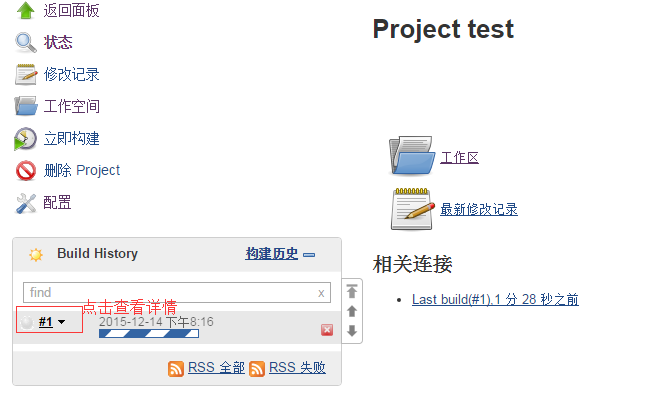 返回面板
状态
修改记录
工作空间
立即构建
删除 Project
配置
Build History 构建历史
find x
点击查看详情
#1 2015-12-14 下午8:16
RSS 全部 RSS 失败
Project test
工作区
最新修改记录
相关连接
Last build(#1),1 分 28 秒之前